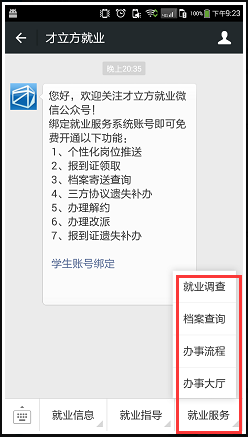 100% 下午9:23
才立方就业
晚上20:35
您好，欢迎关注才立方就业微
信公众号！
绑定就业服务系统账号即可免
费开通以下功能：
1、个性化岗位推送
2、报到证领取
3、档案寄送查询
4、三方协议遗失补办
5、办理解约
6、办理改派
7、报到证遗失补办
学生账号绑定
就业调查
档案查询
办事流程
办事大厅
就业信息 就业指导 就业服务